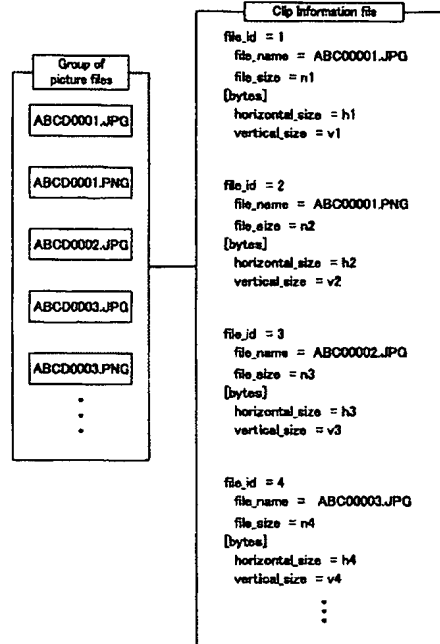 Group of
picture files
ABCD0001.JPG
ABCD0001.PNG
ABCD0002.JPG
ABCD0003.JPG
ABCD0003.PNG
Clip Information file
file_id = 1
file_name = ABC00001.JPG
file_size = n1
[bytes]
horizontal_size = h1
vertical_size = v1
file_id = 2
file_name = ABC00001.PNG
file_size = n2
[bytes]
horizontal_size = h2
vertical_size = v2
file_id = 3
file_name = ABC00002.JPG
file_size = n3
[bytes]
horizontal_size = h3
vertical_size = v3
file_id = 4
file_name = ABC00003.JPG
file_size = n4
[bytes]
horizontal_size = h4
vertical_size = v4